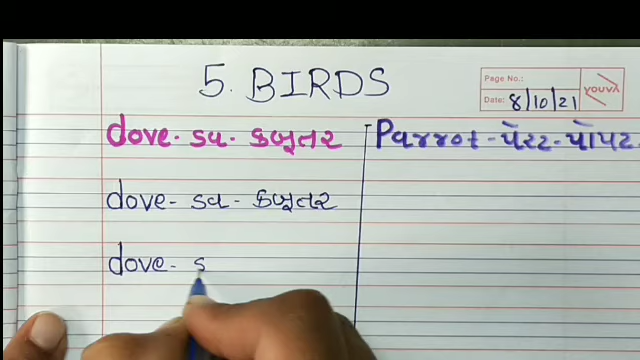 5. BIRDS
Page No.:
Date: 8/10/21
YOUVA
dove - ડવ - કબૂતર
Parrot - પૅરટ - પોપટ
dove - ડવ - કબૂતર
dove - ડ